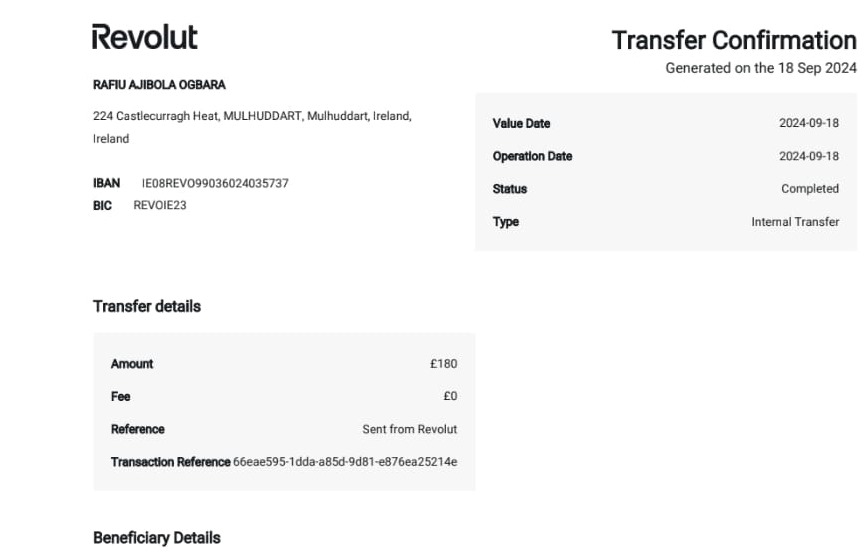 Revolut
Transfer Confirmation
Generated on the 18 Sep 2024
RAFIU AJIBOLA OGBARA
224 Castlecurragh Heat, MULHUDDART, Mulhuddart, Ireland,
Ireland
IBAN IE08REVO99036024035737
BIC REVOIE23
Value Date 2024-09-18
Operation Date 2024-09-18
Status Completed
Type Internal Transfer
Transfer details
Amount £180
Fee £0
Reference Sent from Revolut
Transaction Reference 66eae595-1dda-a85d-9d81-e876ea25214e
Beneficiary Details